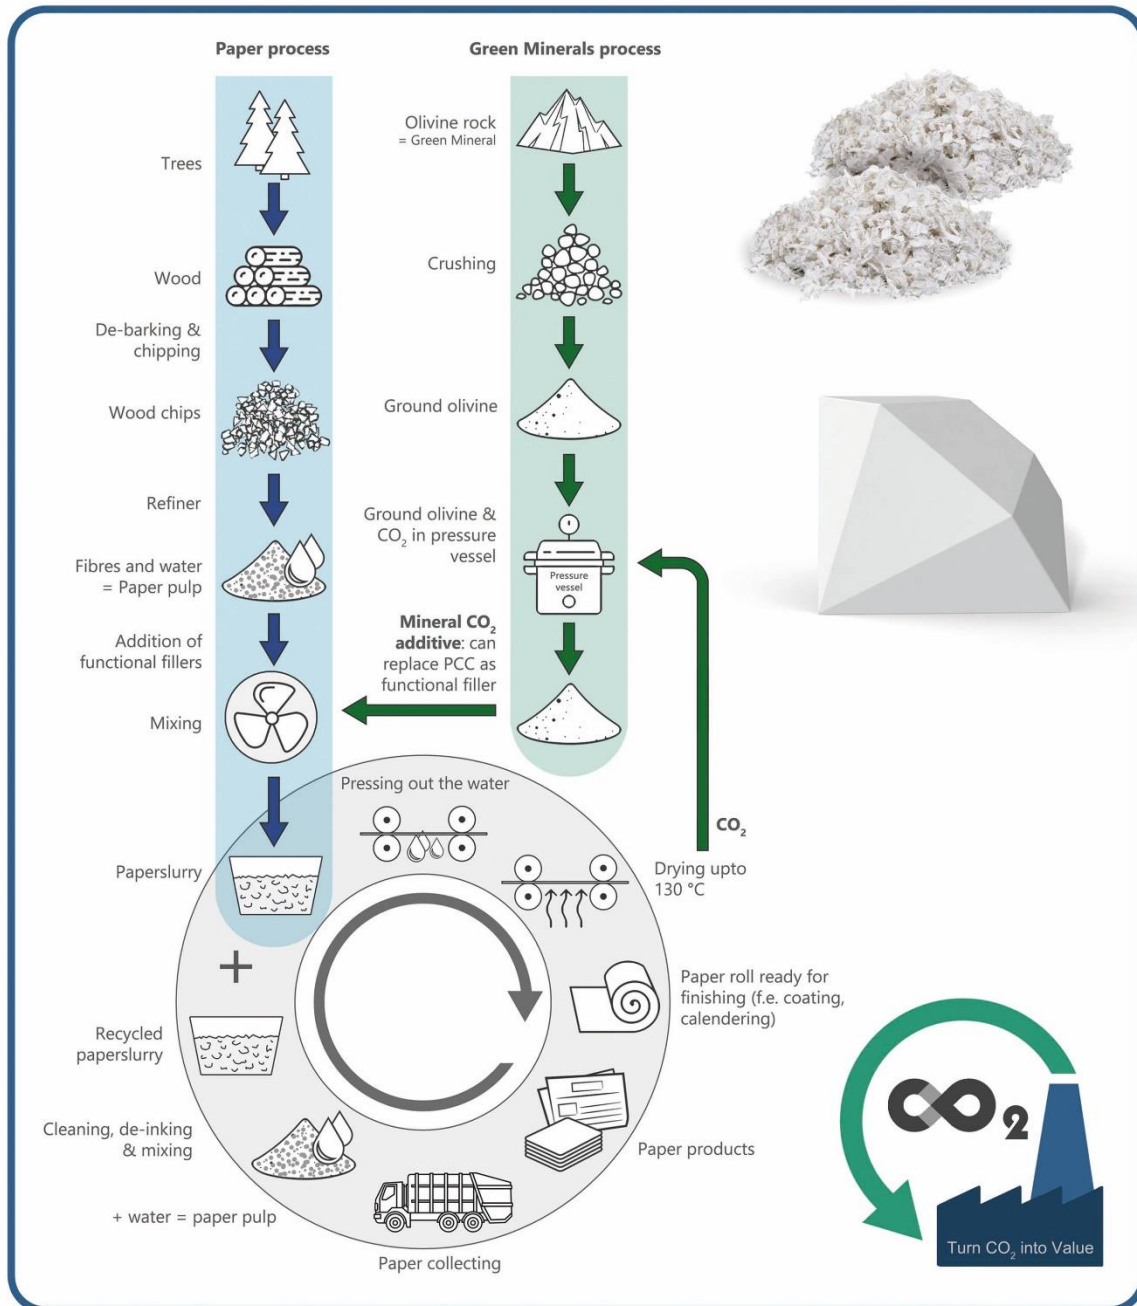 Paper process
Green Minerals process
Trees
Wood
De-barking &
chipping
Wood chips
Refiner
Fibres and water
= Paper pulp
Addition of
functional fillers
Mixing
Paperslurry
Olivine rock
= Green Mineral
Crushing
Ground olivine
Ground olivine &
CO₂ in pressure
vessel
Pressure
vessel
Mineral CO₂
additive: can
replace PCC as
functional filler
Pressing out the water
CO₂
Drying upto
130 °C
Paper roll ready for
finishing (f.e. coating,
calendering)
Paper products
Paper collecting
+ water = paper pulp
Cleaning, de-inking
& mixing
Recycled
paperslurry
+
CO₂
Turn CO₂ into Value